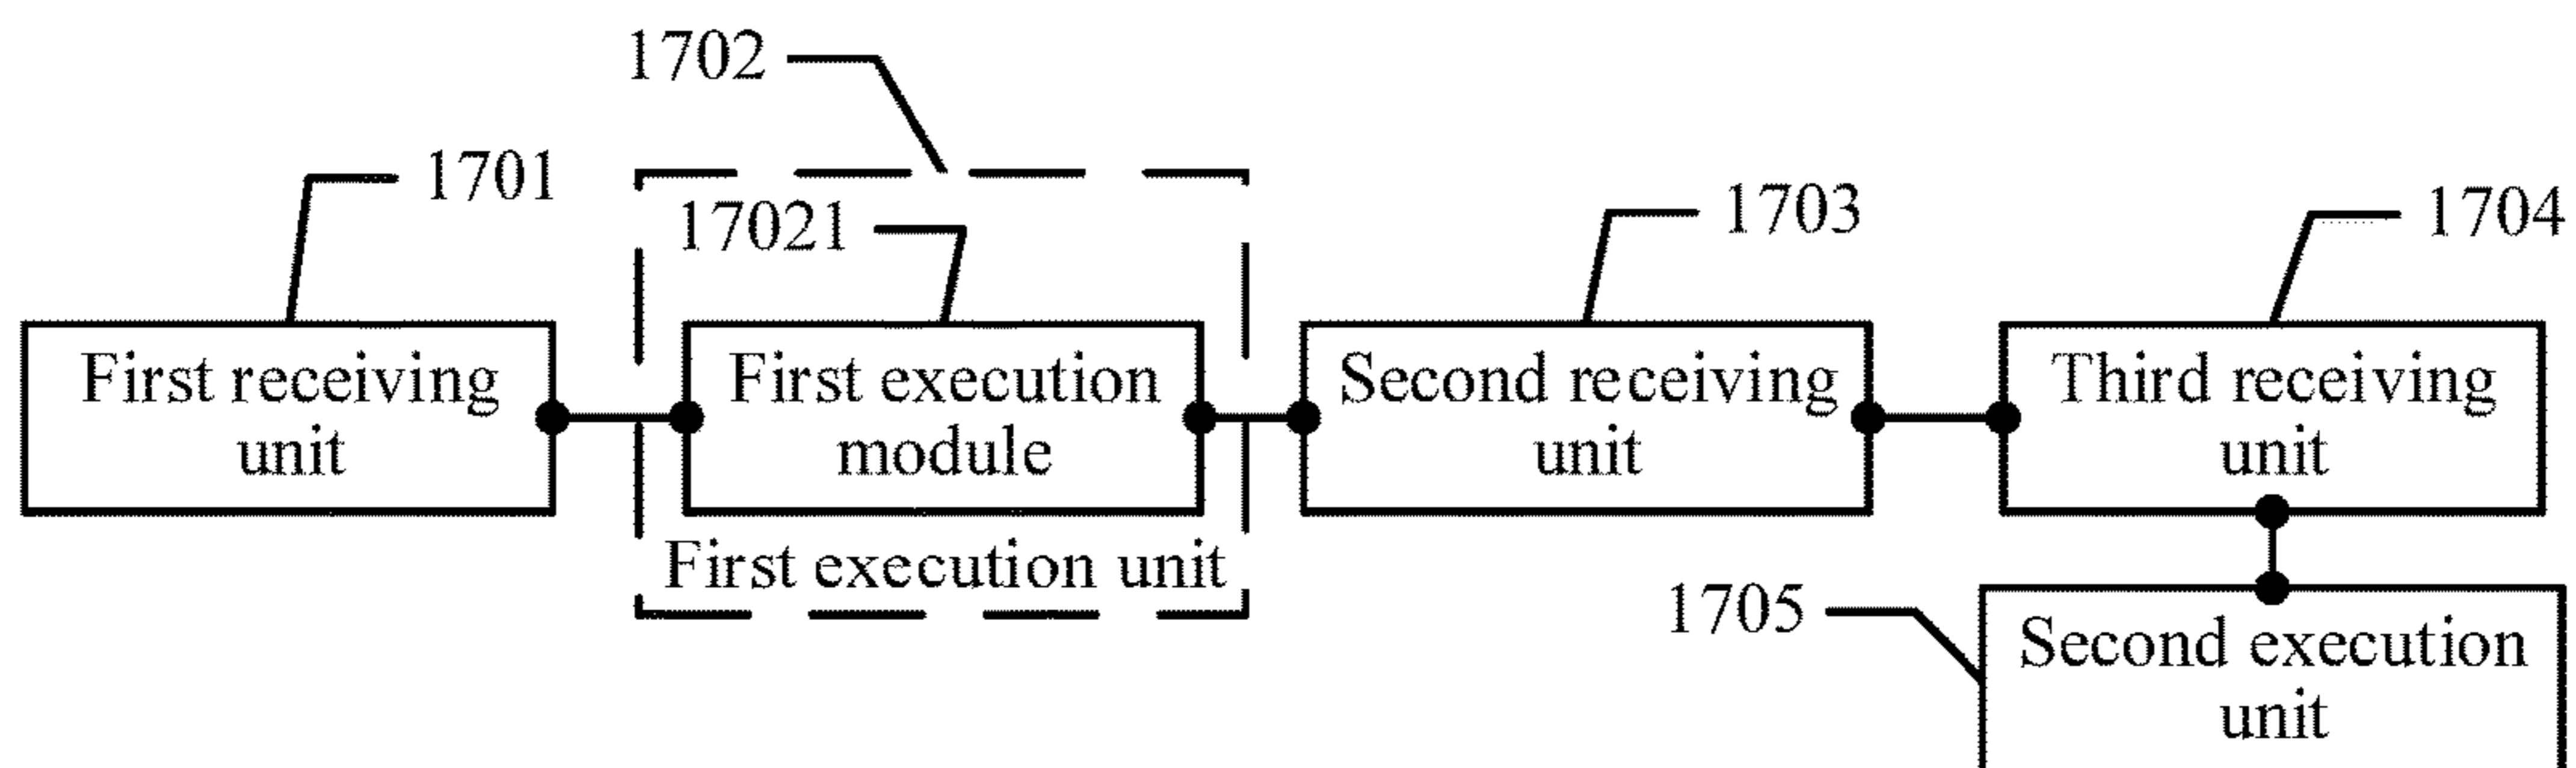 1702
1701
17021
1703
1704
First receiving
unit
First execution
module
Second receiving
unit
Third receiving
unit
First execution unit
1705
Second execution
unit